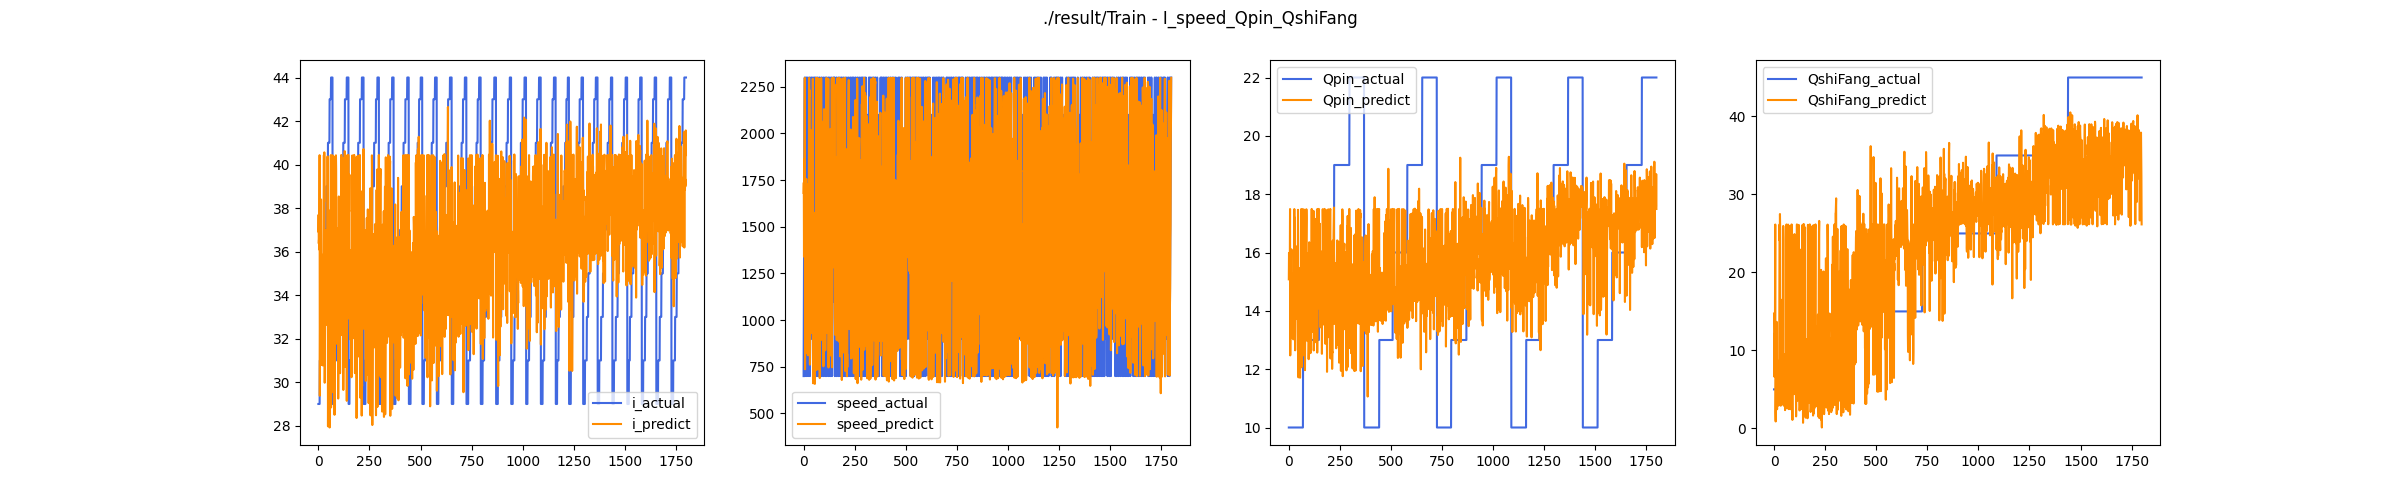 ./result/Train - I_speed_Qpin_QshiFang
44
42
40
38
36
34
32
30
28
0 250 500 750 1000 1250 1500 1750
i_actual
i_predict
2250
2000
1750
1500
1250
1000
750
500
0 250 500 750 1000 1250 1500 1750
speed_actual
speed_predict
22
20
18
16
14
12
10
0 250 500 750 1000 1250 1500 1750
Qpin_actual
Qpin_predict
40
30
20
10
0
0 250 500 750 1000 1250 1500 1750
QshiFang_actual
QshiFang_predict